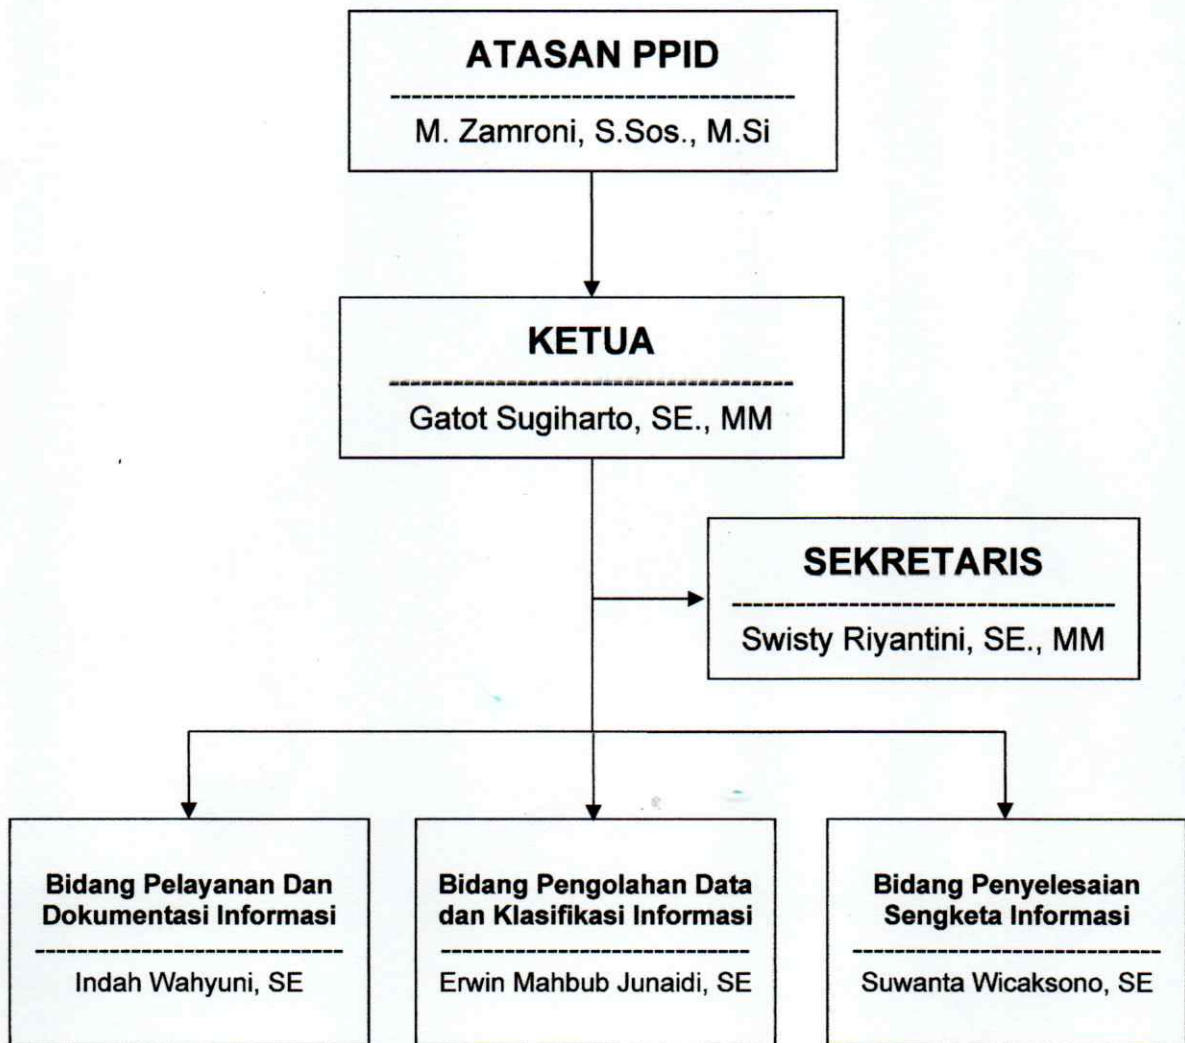 ATASAN PPID
M. Zamroni, S.Sos., M.Si
KETUA
Gatot Sugiharto, SE., MM
SEKRETARIS
Swisty Riyantini, SE., MM
Bidang Pelayanan Dan
Dokumentasi Informasi
Indah Wahyuni, SE
Bidang Pengolahan Data
dan Klasifikasi Informasi
Erwin Mahbub Junaidi, SE
Bidang Penyelesaian
Sengketa Informasi
Suwanta Wicaksono, SE